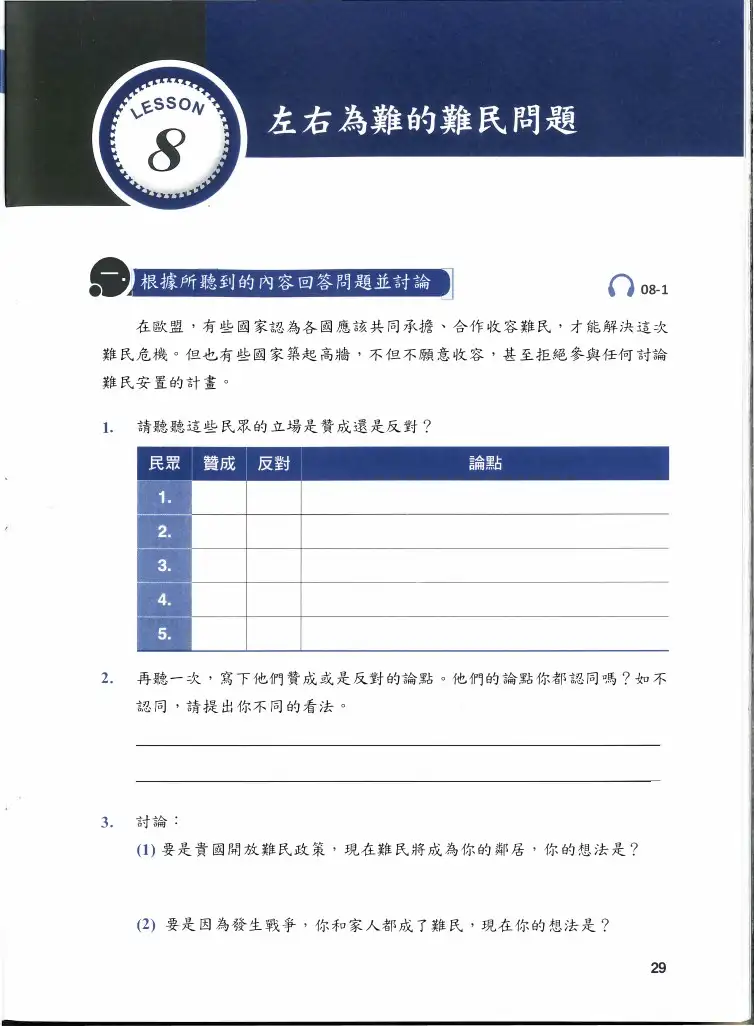 LESSON
8
左右為難的難民問題
一. 根據所聽到的內容回答問題並討論
08-1
在歐盟，有些國家認為各國應該共同承擔、合作收容難民，才能解決這次
難民危機。但也有些國家築起高牆，不但不願意收容，甚至拒絕參與任何討論
難民安置的計畫。
1. 請聽聽這些民眾的立場是贊成還是反對？
民眾 贊成 反對 論點
1.
2.
3.
4.
5.
2. 再聽一次，寫下他們贊成或是反對的論點。他們的論點你都認同嗎？如不
認同，請提出你不同的看法。
3. 討論：
(1) 要是貴國開放難民政策，現在難民將成為你的鄰居，你的想法是？
(2) 要是因為發生戰爭，你和家人都成了難民，現在你的想法是？
29